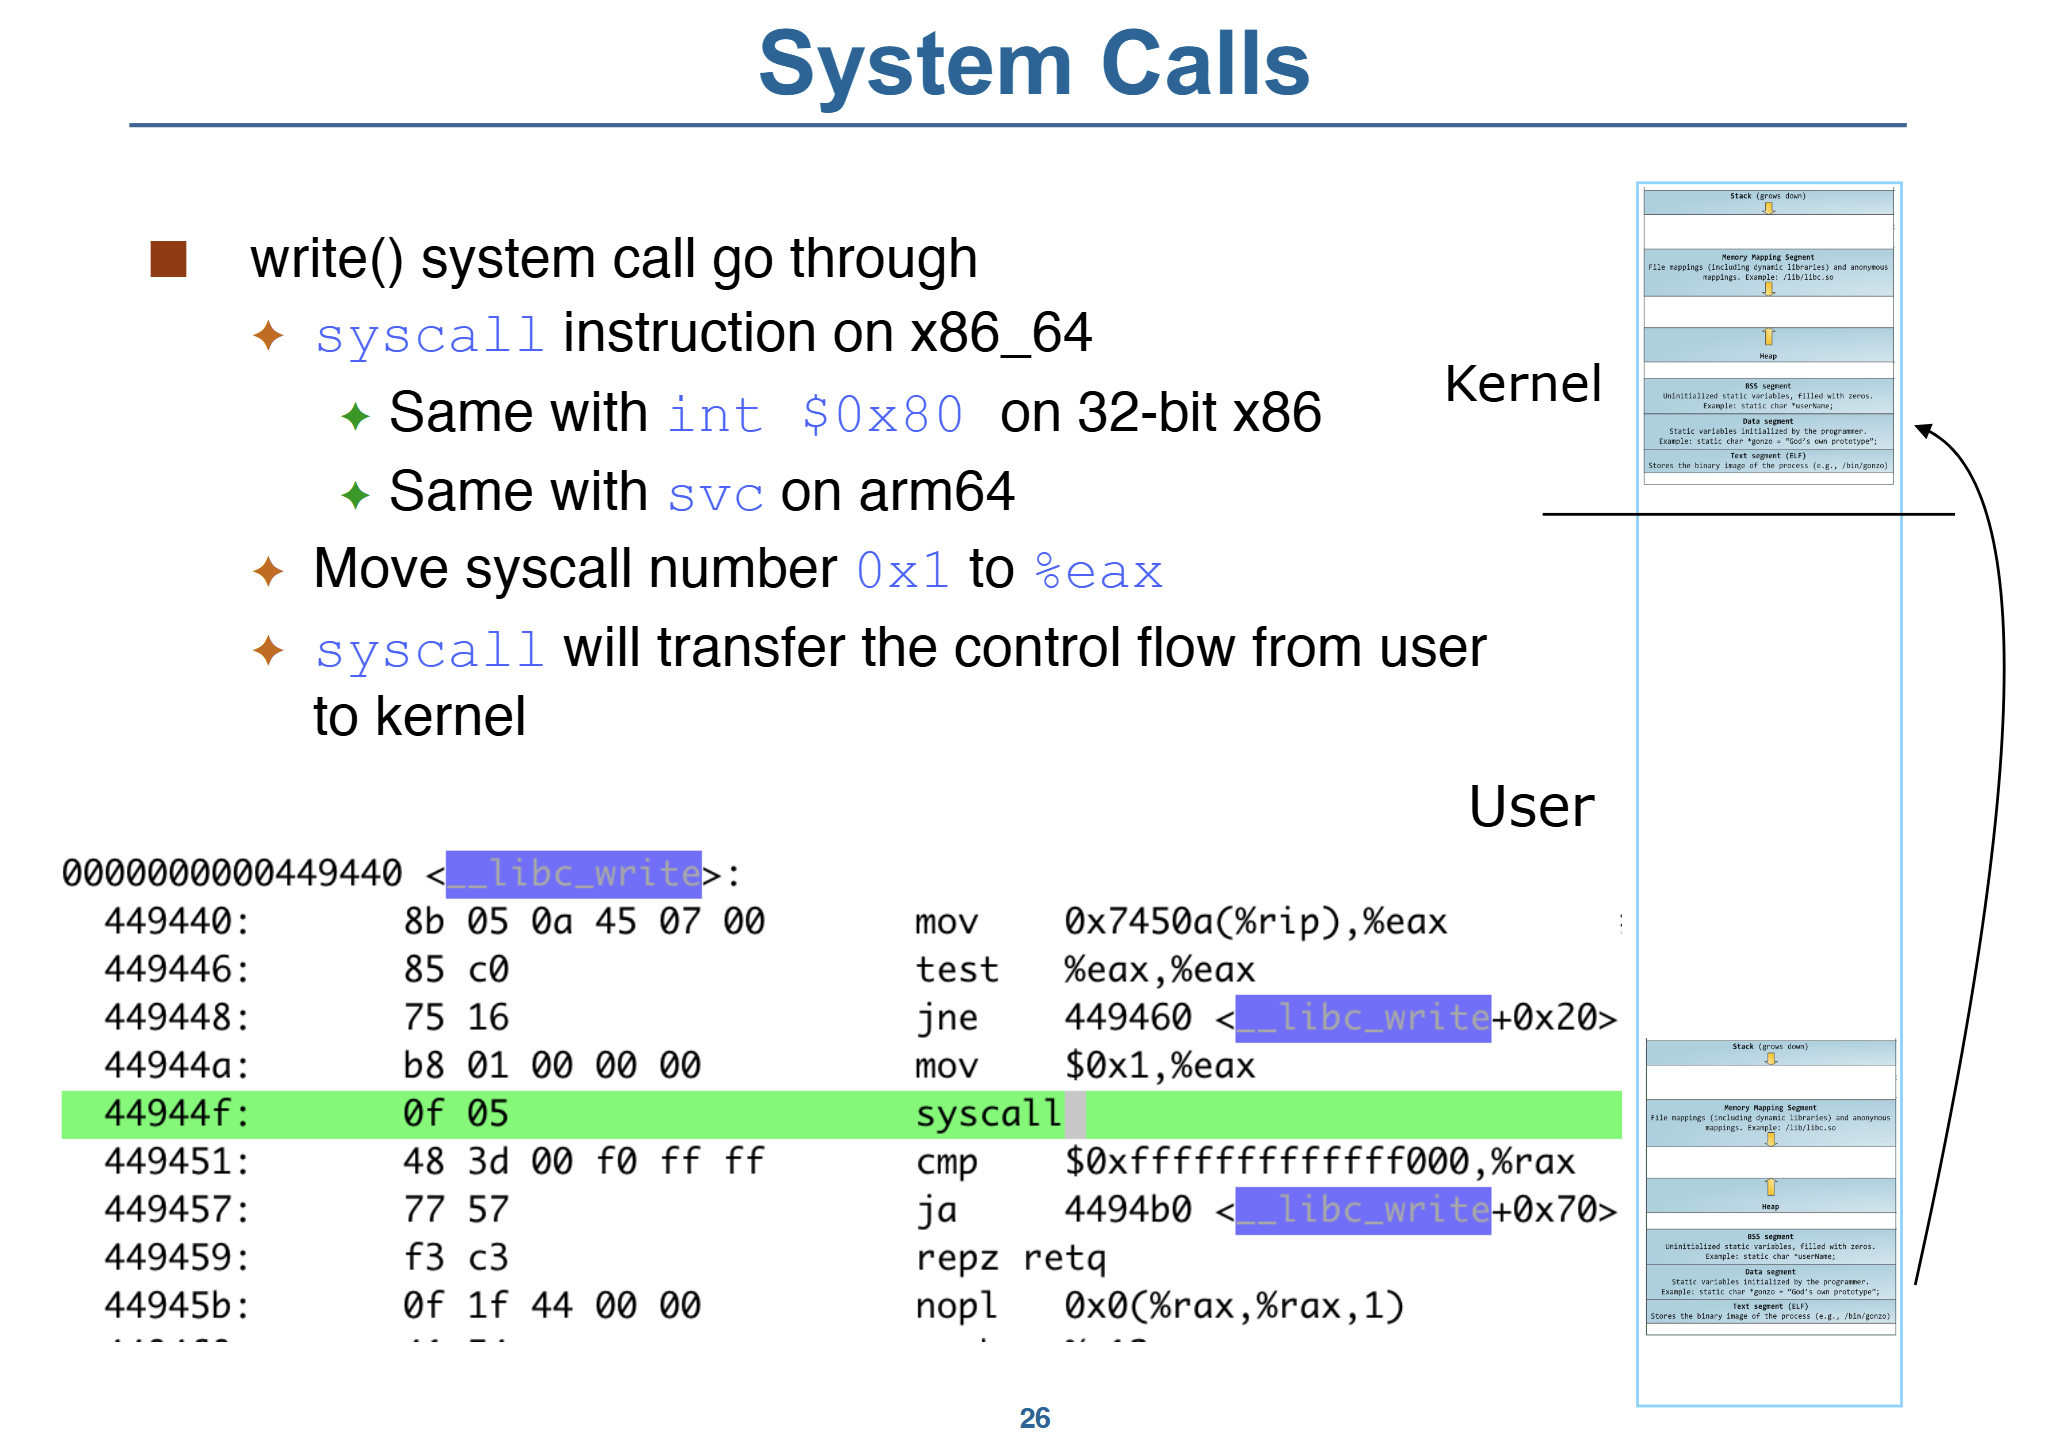 System Calls
write() system call go through
syscall instruction on x86_64
Same with int $0x80 on 32-bit x86
Same with svc on arm64
Move syscall number 0x1 to %eax
syscall will transfer the control flow from user
to kernel
Kernel
User
Stack (grows down)
Memory Mapping Segment
File mappings (including dynamic libraries) and anonymous
mappings. Example: /lib/libc.so
Heap
BSS segment
Uninitialized static variables, filled with zeros.
Example: static char *userName;
Data segment
Static variables initialized by the programmer.
Example: static char *gonzo = "God's own prototype";
Text segment (ELF)
Stores the binary image of the process (e.g., /bin/gonzo)
0000000000449440 <__libc_write>:
449440: 8b 05 0a 45 07 00 mov 0x7450a(%rip),%eax
449446: 85 c0 test %eax,%eax
449448: 75 16 jne 449460 <__libc_write+0x20>
44944a: b8 01 00 00 00 mov $0x1,%eax
44944f: 0f 05 syscall
449451: 48 3d 00 f0 ff ff cmp $0xfffffffffffff000,%rax
449457: 77 57 ja 4494b0 <__libc_write+0x70>
449459: f3 c3 repz retq
44945b: 0f 1f 44 00 00 nopl 0x0(%rax,%rax,1)
Stack (grows down)
Memory Mapping Segment
File mappings (including dynamic libraries) and anonymous
mappings. Example: /lib/libc.so
Heap
BSS segment
Uninitialized static variables, filled with zeros.
Example: static char *userName;
Data segment
Static variables initialized by the programmer.
Example: static char *gonzo = "God's own prototype";
Text segment (ELF)
Stores the binary image of the process (e.g., /bin/gonzo)
26